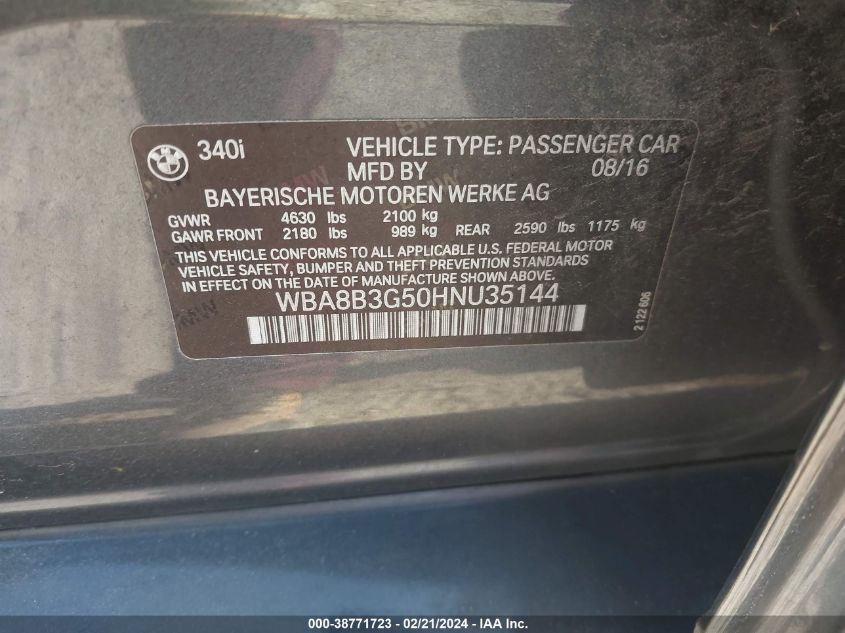 BMW
340i VEHICLE TYPE: PASSENGER CAR
MFD BY 08/16
BAYERISCHE MOTOREN WERKE AG
GVWR 4630 lbs 2100 kg
GAWR FRONT 2180 lbs 989 kg REAR 2590 lbs 1175 kg
THIS VEHICLE CONFORMS TO ALL APPLICABLE U.S. FEDERAL MOTOR
VEHICLE SAFETY, BUMPER AND THEFT PREVENTION STANDARDS
IN EFFECT ON THE DATE OF MANUFACTURE SHOWN ABOVE.
WBA8B3G50HNU35144
2 122 606
000-38771723 - 02/21/2024 - IAA Inc.